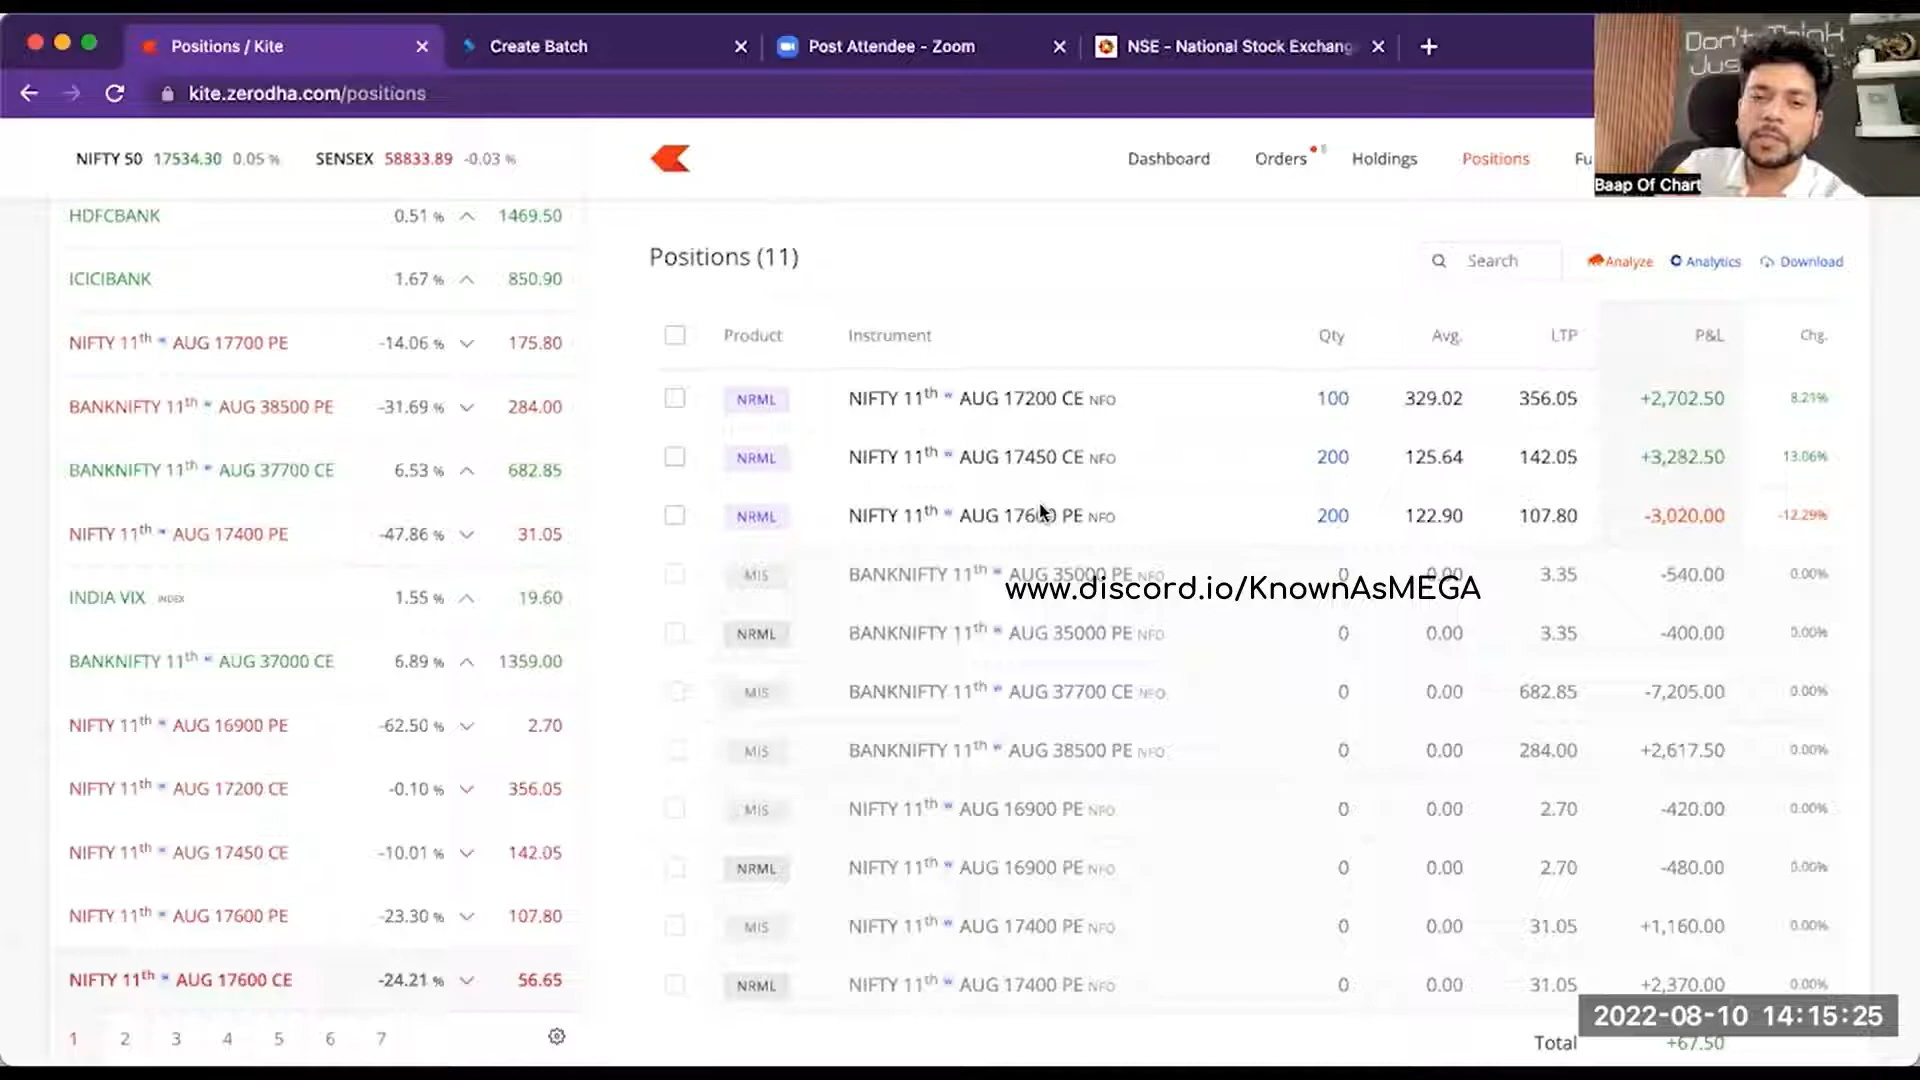 Positions / Kite
Create Batch
Post Attendee - Zoom
NSE - National Stock Exchang
Don't Think
Jus
kite.zerodha.com/positions
Baap Of Chart
NIFTY 50 17534.30 0.05 %
SENSEX 58833.89 -0.03 %
Dashboard
Orders
Holdings
Positions
Fu
HDFCBANK 0.51 % 1469.50
ICICIBANK 1.67 % 850.90
NIFTY 11th w AUG 17700 PE -14.06 % 175.80
BANKNIFTY 11th w AUG 38500 PE -31.69 % 284.00
BANKNIFTY 11th w AUG 37700 CE 6.53 % 682.85
NIFTY 11th w AUG 17400 PE -47.86 % 31.05
INDIA VIX INDEX 1.55 % 19.60
BANKNIFTY 11th w AUG 37000 CE 6.89 % 1359.00
NIFTY 11th w AUG 16900 PE -62.50 % 2.70
NIFTY 11th w AUG 17200 CE -0.10 % 356.05
NIFTY 11th w AUG 17450 CE -10.01 % 142.05
NIFTY 11th w AUG 17600 PE -23.30 % 107.80
NIFTY 11th w AUG 17600 CE -24.21 % 56.65
1 2 3 4 5 6 7
Positions (11)
Search
Analyze
Analytics
Download
Product Instrument Qty Avg. LTP P&L Chg.
NRML NIFTY 11th w AUG 17200 CE NFO 100 329.02 356.05 +2,702.50 8.21%
NRML NIFTY 11th w AUG 17450 CE NFO 200 125.64 142.05 +3,282.50 13.06%
NRML NIFTY 11th w AUG 17600 PE NFO 200 122.90 107.80 -3,020.00 -12.29%
MIS BANKNIFTY 11th w AUG 35000 PE NFO 0 0.00 3.35 -540.00 0.00%
www.discord.io/KnownAsMEGA
NRML BANKNIFTY 11th w AUG 35000 PE NFO 0 0.00 3.35 -400.00 0.00%
MIS BANKNIFTY 11th w AUG 37700 CE NFO 0 0.00 682.85 -7,205.00 0.00%
MIS BANKNIFTY 11th w AUG 38500 PE NFO 0 0.00 284.00 +2,617.50 0.00%
MIS NIFTY 11th w AUG 16900 PE NFO 0 0.00 2.70 -420.00 0.00%
NRML NIFTY 11th w AUG 16900 PE NFO 0 0.00 2.70 -480.00 0.00%
MIS NIFTY 11th w AUG 17400 PE NFO 0 0.00 31.05 +1,160.00 0.00%
NRML NIFTY 11th w AUG 17400 PE NFO 0 0.00 31.05 +2,370.00 0.00%
2022-08-10 14:15:25
Total +67.50